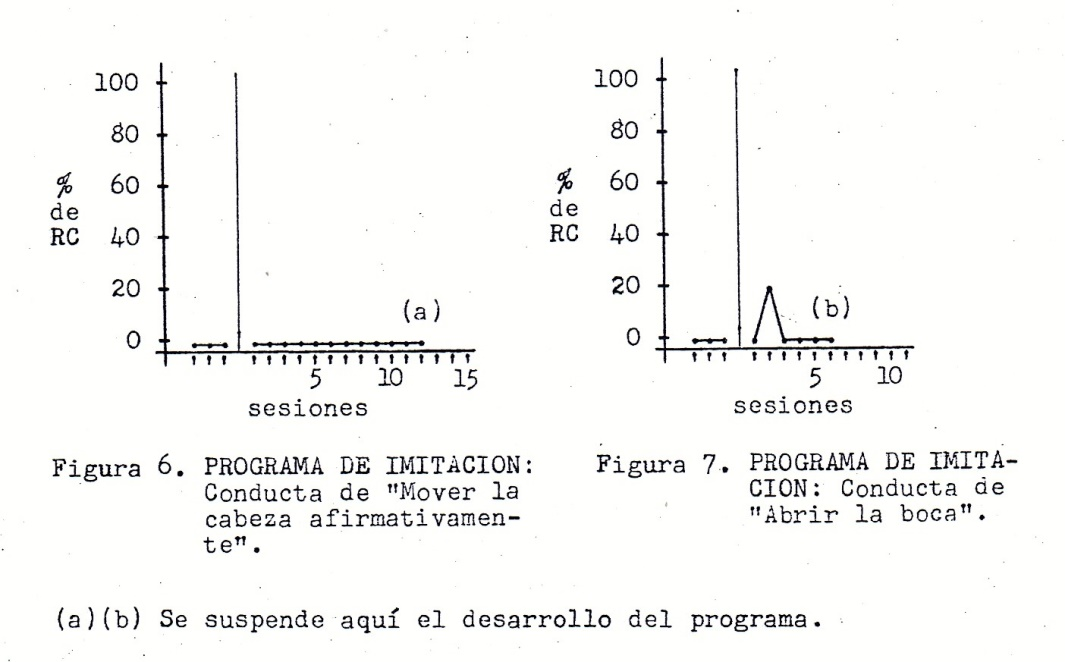 100
80
% 60
de
RC 40
20
0
(a)
5 10 15
sesiones
100
80
% 60
de
RC 40
20
0
(b)
5 10
sesiones
Figura 6. PROGRAMA DE IMITACION:
Conducta de "Mover la
cabeza afirmativamen-
te".
Figura 7. PROGRAMA DE IMITA-
CION: Conducta de
"Abrir la boca".
(a)(b) Se suspende aquí el desarrollo del programa.